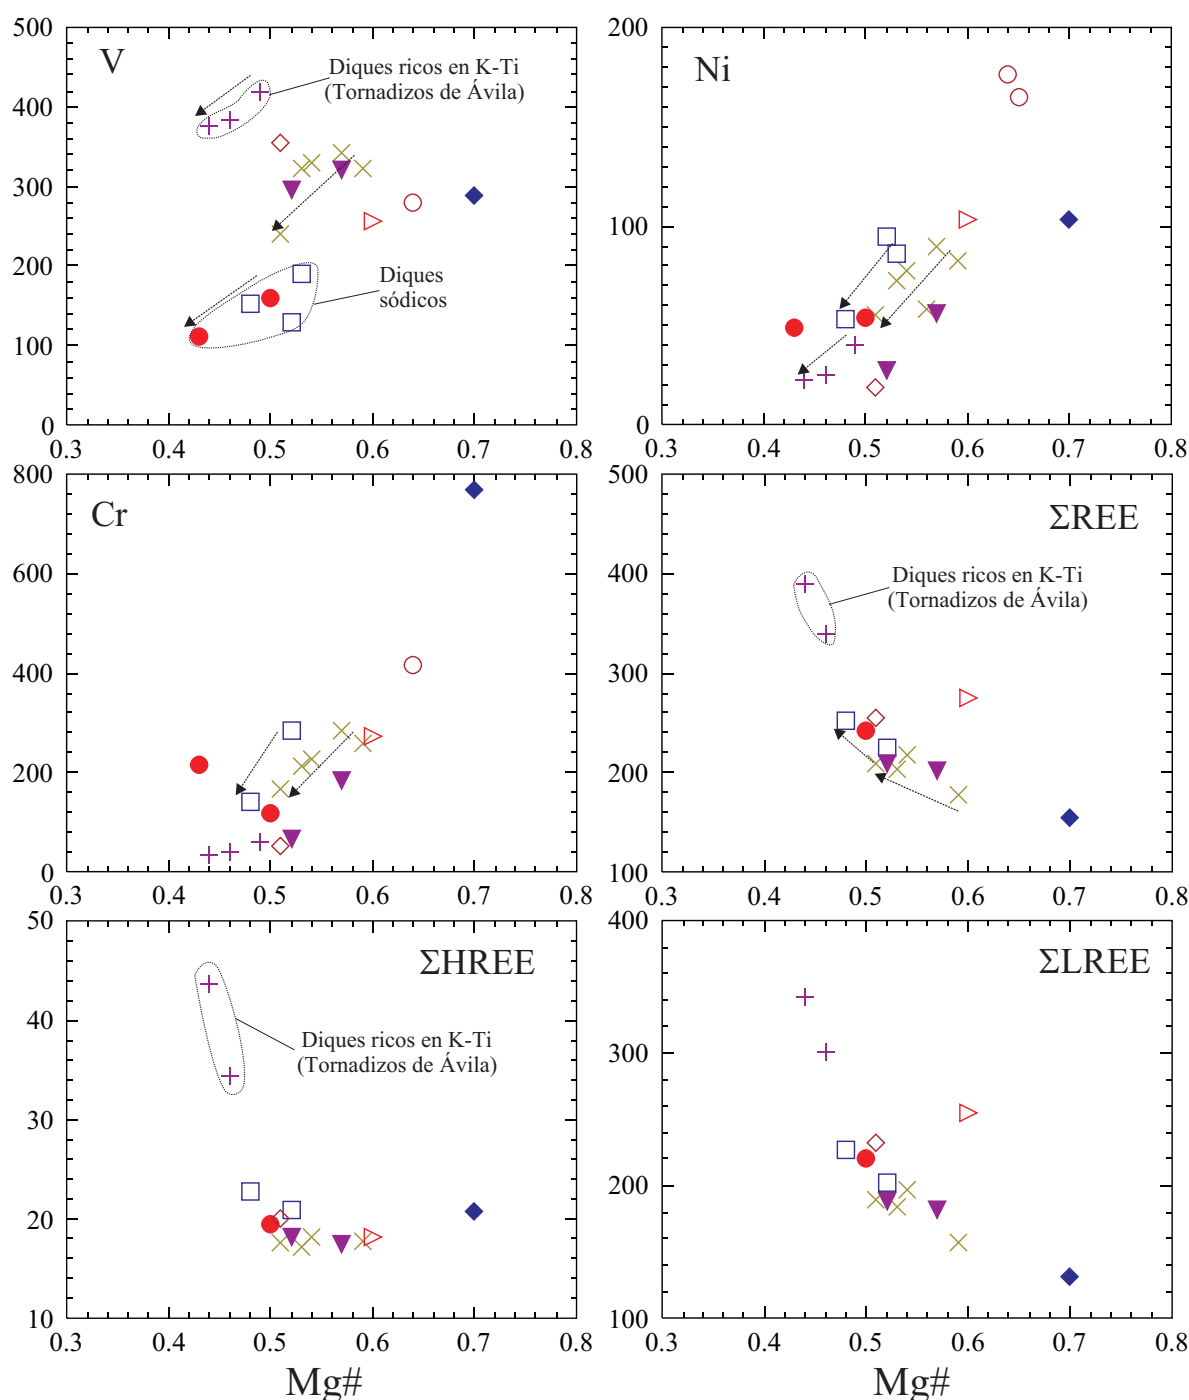 500
400
300
200
100
0
V
Diques ricos en K-Ti
(Tornadizos de Ávila)
Diques
sódicos
0.3 0.4 0.5 0.6 0.7 0.8
200
100
0
Ni
0.3 0.4 0.5 0.6 0.7 0.8
800
600
400
200
0
Cr
0.3 0.4 0.5 0.6 0.7 0.8
500
400
300
200
100
ΣREE
Diques ricos en K-Ti
(Tornadizos de Ávila)
0.3 0.4 0.5 0.6 0.7 0.8
50
40
30
20
10
ΣHREE
Diques ricos en K-Ti
(Tornadizos de Ávila)
0.3 0.4 0.5 0.6 0.7 0.8
Mg#
400
300
200
100
ΣLREE
0.3 0.4 0.5 0.6 0.7 0.8
Mg#